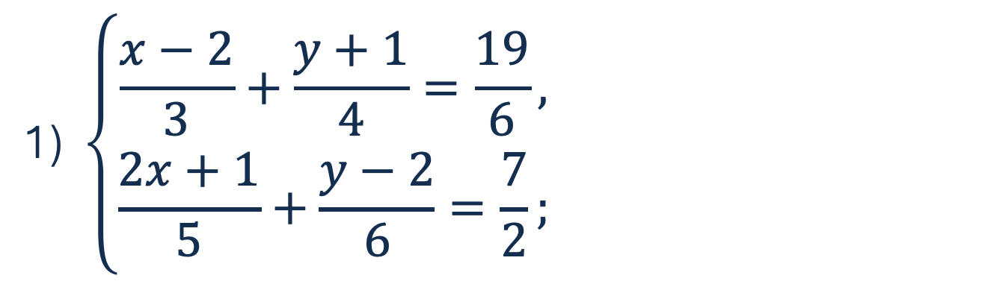 1) { (x − 2)/3 + (y + 1)/4 = 19/6,
(2x + 1)/5 + (y − 2)/6 = 7/2;